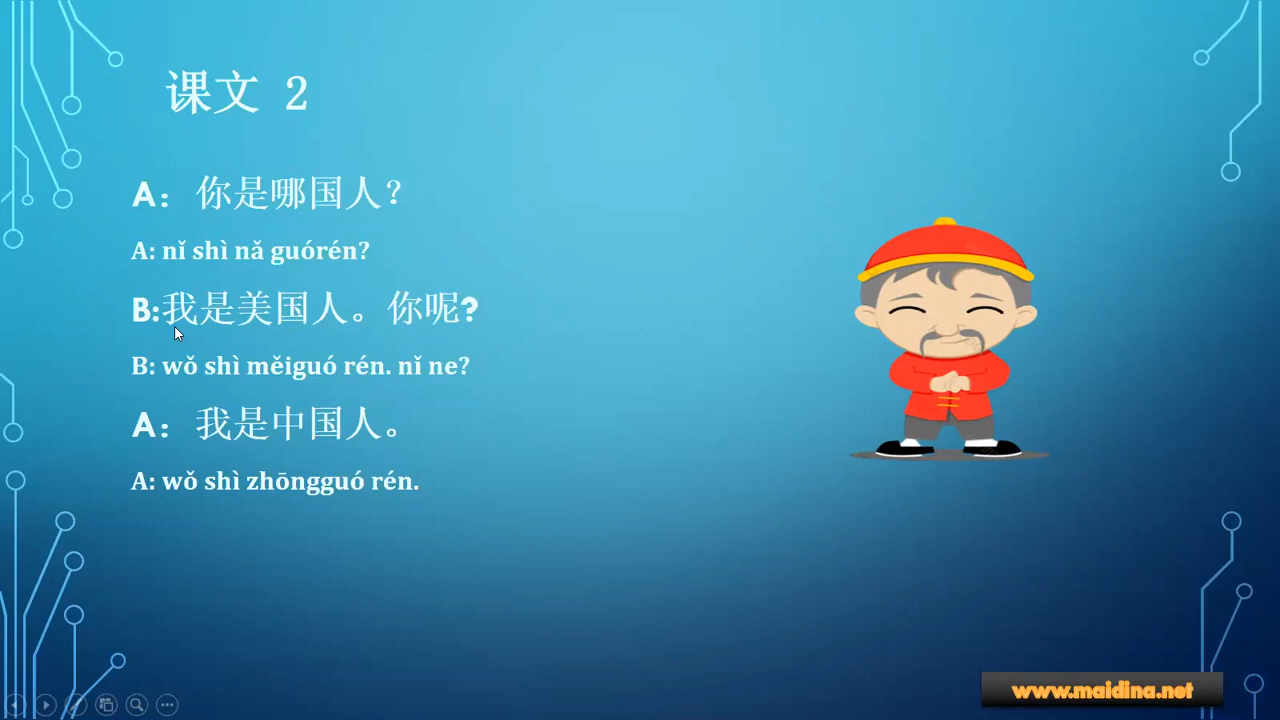 课文 2
A：你是哪国人？
A: nǐ shì nǎ guórén?
B:我是美国人。你呢?
B: wǒ shì měiguó rén. nǐ ne?
A：我是中国人。
A: wǒ shì zhōngguó rén.
www.maidina.net